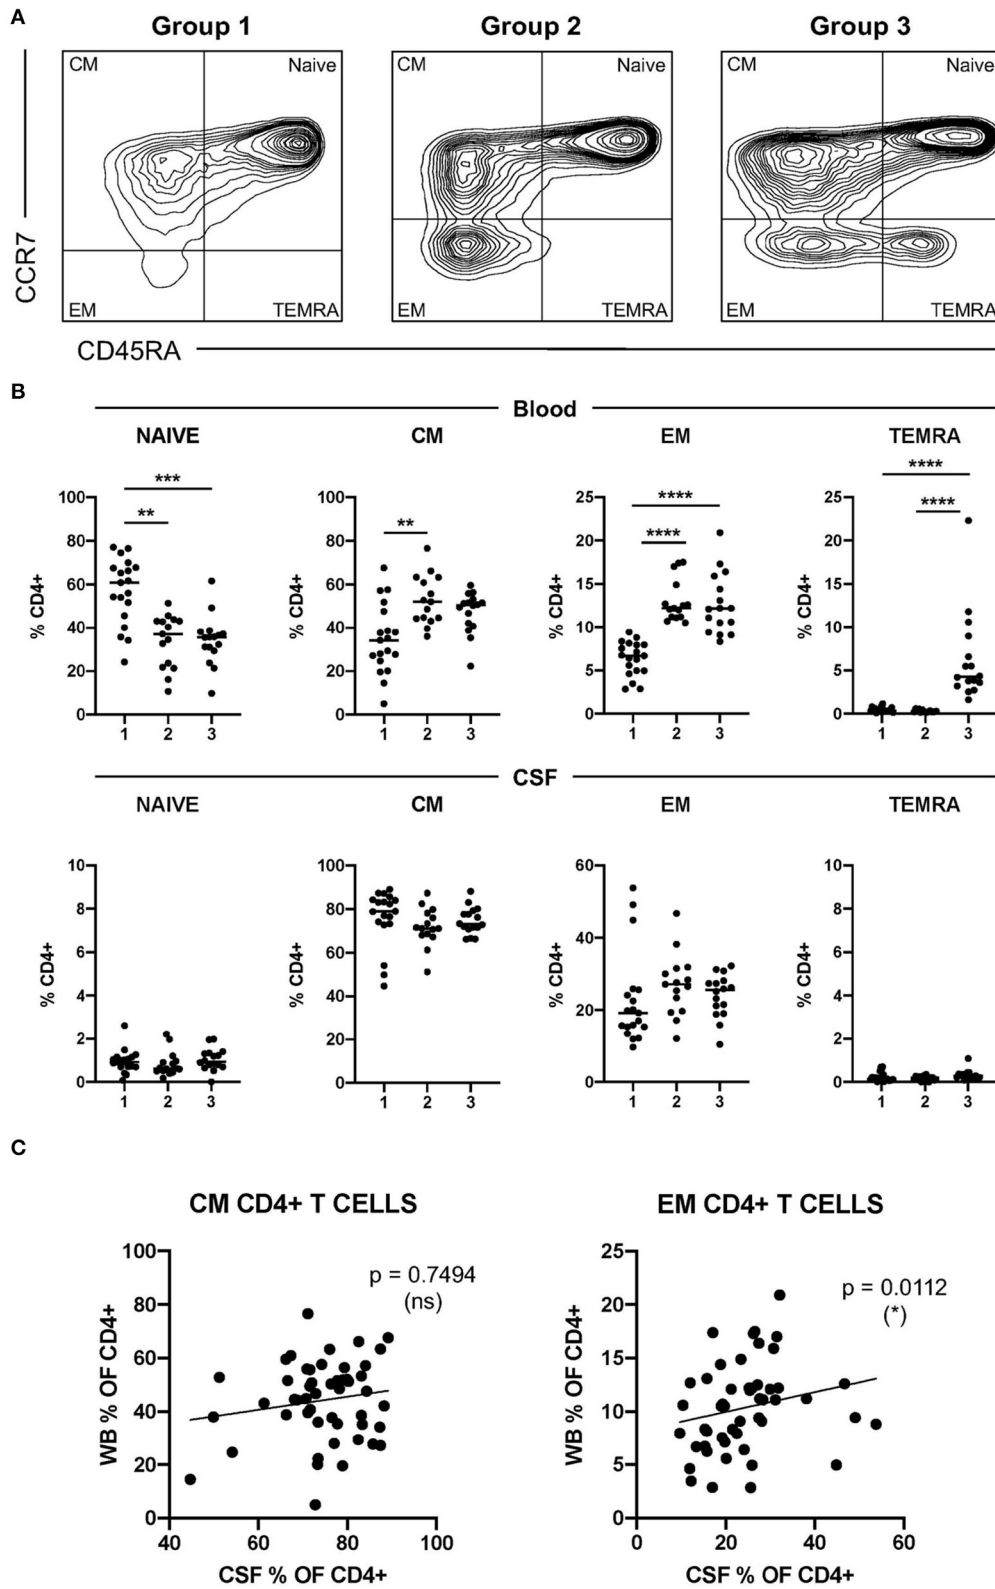 A
Group 1 Group 2 Group 3
CM Naive CM Naive CM Naive
CCR7
EM TEMRA EM TEMRA EM TEMRA
CD45RA
B
Blood
NAIVE CM EM TEMRA
*** ** **** ****
** **** ****
% CD4+ % CD4+ % CD4+ % CD4+
100 100 25 25
80 80 20 20
60 60 15 15
40 40 10 10
20 20 5 5
0 0 0 0
1 2 3 1 2 3 1 2 3 1 2 3
CSF
NAIVE CM EM TEMRA
% CD4+ % CD4+ % CD4+ % CD4+
10 100 60 10
8 80 8
6 60 40 6
4 40 20 4
2 20 2
0 0 0 0
1 2 3 1 2 3 1 2 3 1 2 3
C
CM CD4+ T CELLS EM CD4+ T CELLS
p = 0.7494 p = 0.0112
(ns) (*)
WB % OF CD4+ WB % OF CD4+
100 25
80 20
60 15
40 10
20 5
0 0
40 60 80 100 0 20 40 60
CSF % OF CD4+ CSF % OF CD4+